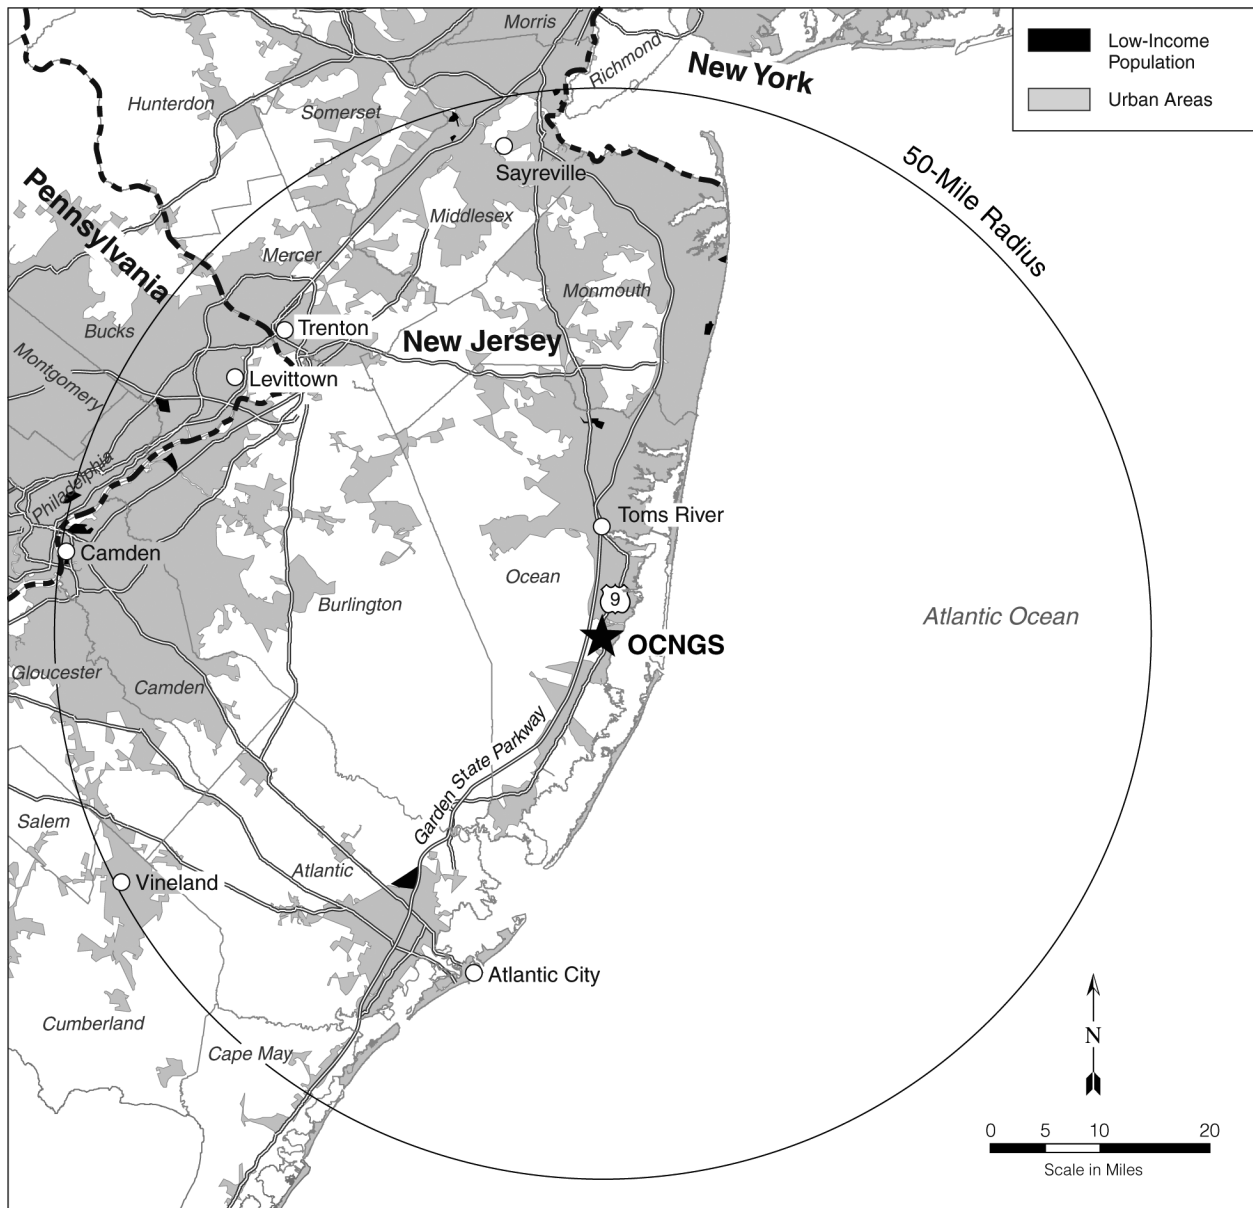 Morris
Richmond
New York
Low-Income
Population
Urban Areas
Hunterdon
Somerset
50-Mile Radius
Sayreville
Pennsylvania
Middlesex
Mercer
Monmouth
Bucks
Trenton
New Jersey
Montgomery
Levittown
Philadelphia
Toms River
Camden
Ocean
9
Burlington
Atlantic Ocean
OCNGS
Gloucester
Camden
Garden State Parkway
Salem
Atlantic
Vineland
Atlantic City
Cumberland
Cape May
N
0 5 10 20
Scale in Miles